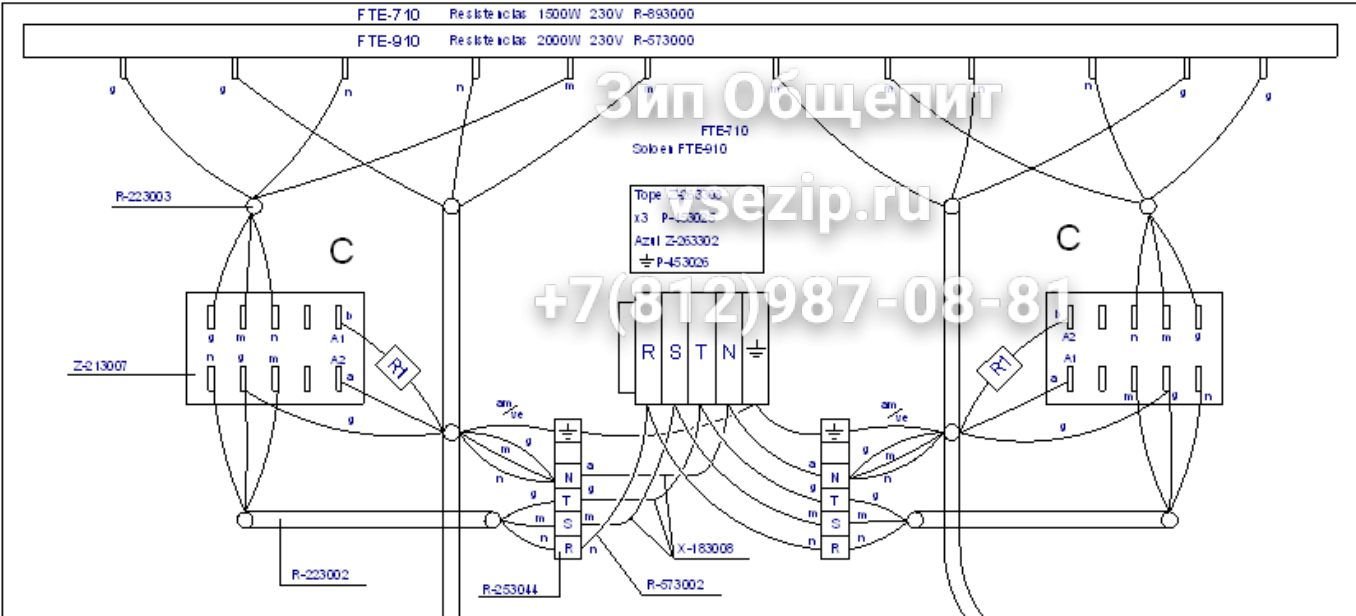 FTE-710 Resistencias 1500W 230V R-893000
FTE-910 Resistencias 2000W 230V R-573000
g g n n m m m m n n g g
Зип Общепит
FTE-710
Solo en FTE-910
R-223003
Tope
vsezip.ru
x3
C
Azul Z-263302
C
P-453026
+7(812)987-08-81
b
b
g m n A1
A2 n m g
R S T N
n g m A2
A1 m g n
R1
R1
Z-213007
a
a
g
am/ve
am/ve
g
g m n
g m n
a N
a N
g T g
g T g
m S m
m S m
n R n
n R n
X-183008
R-223002
R-253044
R-573002